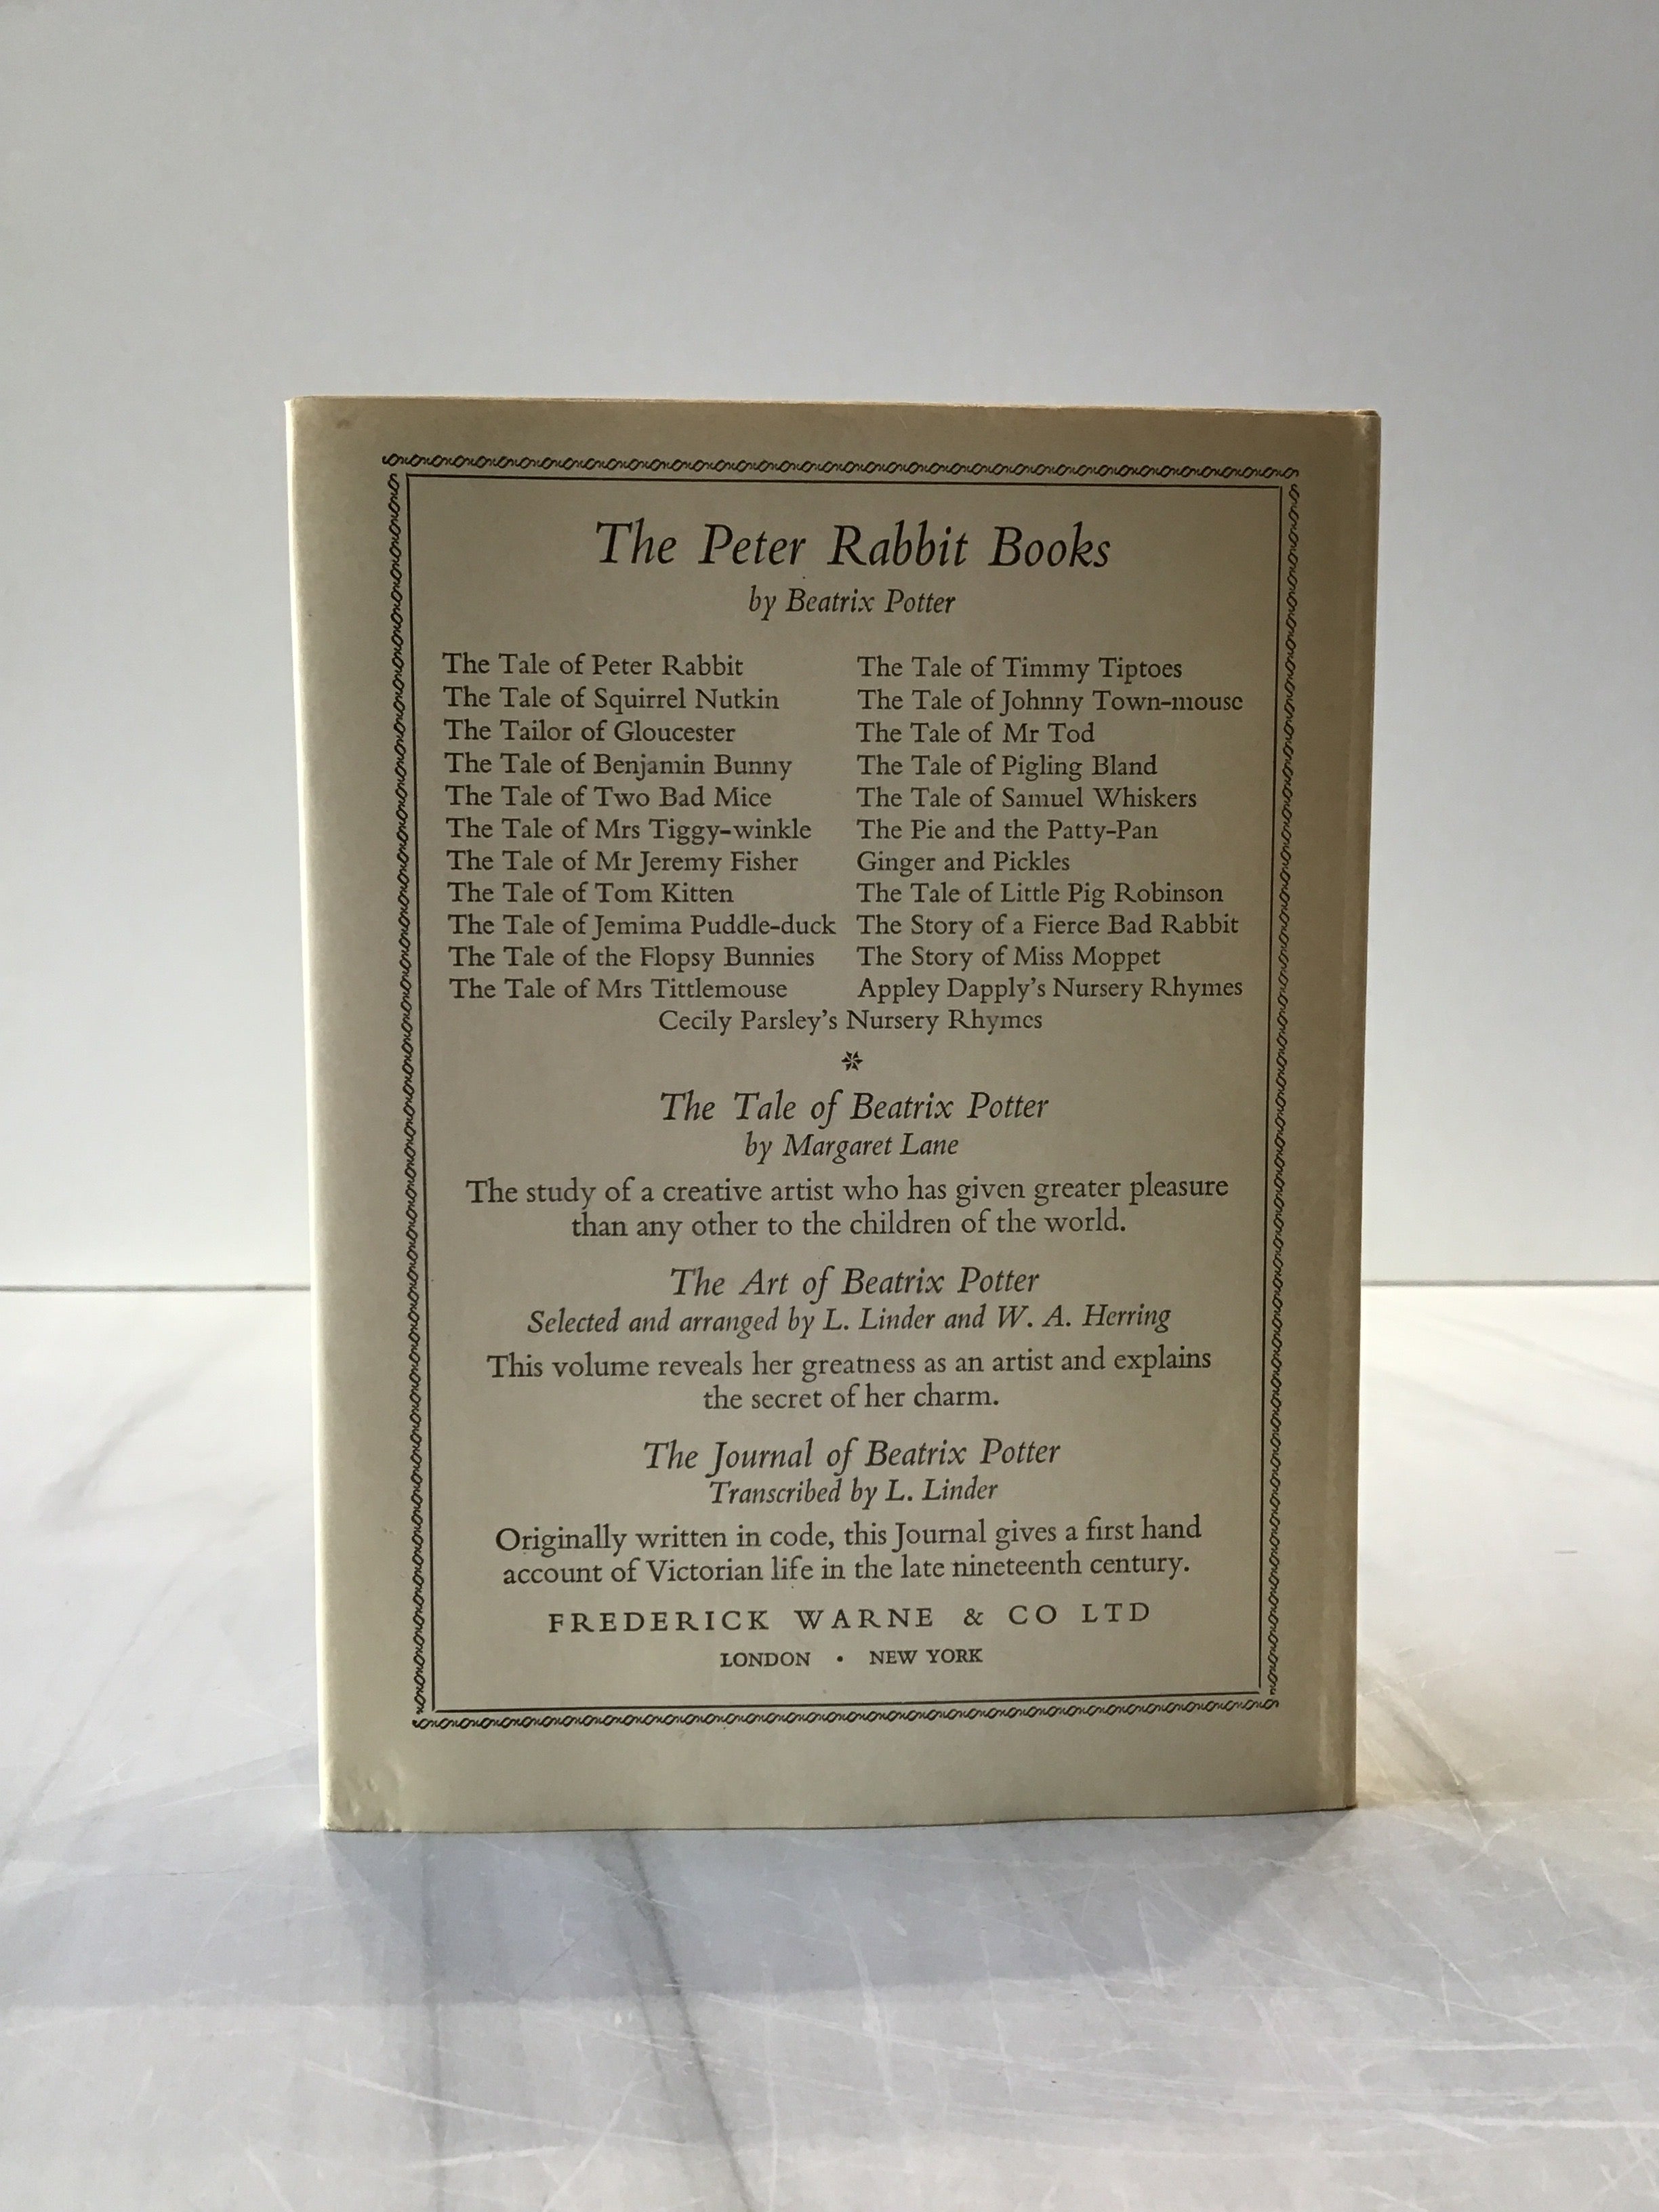 The Peter Rabbit Books
by Beatrix Potter
The Tale of Peter Rabbit
The Tale of Squirrel Nutkin
The Tailor of Gloucester
The Tale of Benjamin Bunny
The Tale of Two Bad Mice
The Tale of Mrs Tiggy-winkle
The Tale of Mr Jeremy Fisher
The Tale of Tom Kitten
The Tale of Jemima Puddle-duck
The Tale of the Flopsy Bunnies
The Tale of Mrs Tittlemouse
The Tale of Timmy Tiptoes
The Tale of Johnny Town-mouse
The Tale of Mr Tod
The Tale of Pigling Bland
The Tale of Samuel Whiskers
The Pie and the Patty-Pan
Ginger and Pickles
The Tale of Little Pig Robinson
The Story of a Fierce Bad Rabbit
The Story of Miss Moppet
Appley Dapply's Nursery Rhymes
Cecily Parsley's Nursery Rhymes
The Tale of Beatrix Potter
by Margaret Lane
The study of a creative artist who has given greater pleasure
than any other to the children of the world.
The Art of Beatrix Potter
Selected and arranged by L. Linder and W. A. Herring
This volume reveals her greatness as an artist and explains
the secret of her charm.
The Journal of Beatrix Potter
Transcribed by L. Linder
Originally written in code, this Journal gives a first hand
account of Victorian life in the late nineteenth century.
FREDERICK WARNE & CO LTD
LONDON • NEW YORK